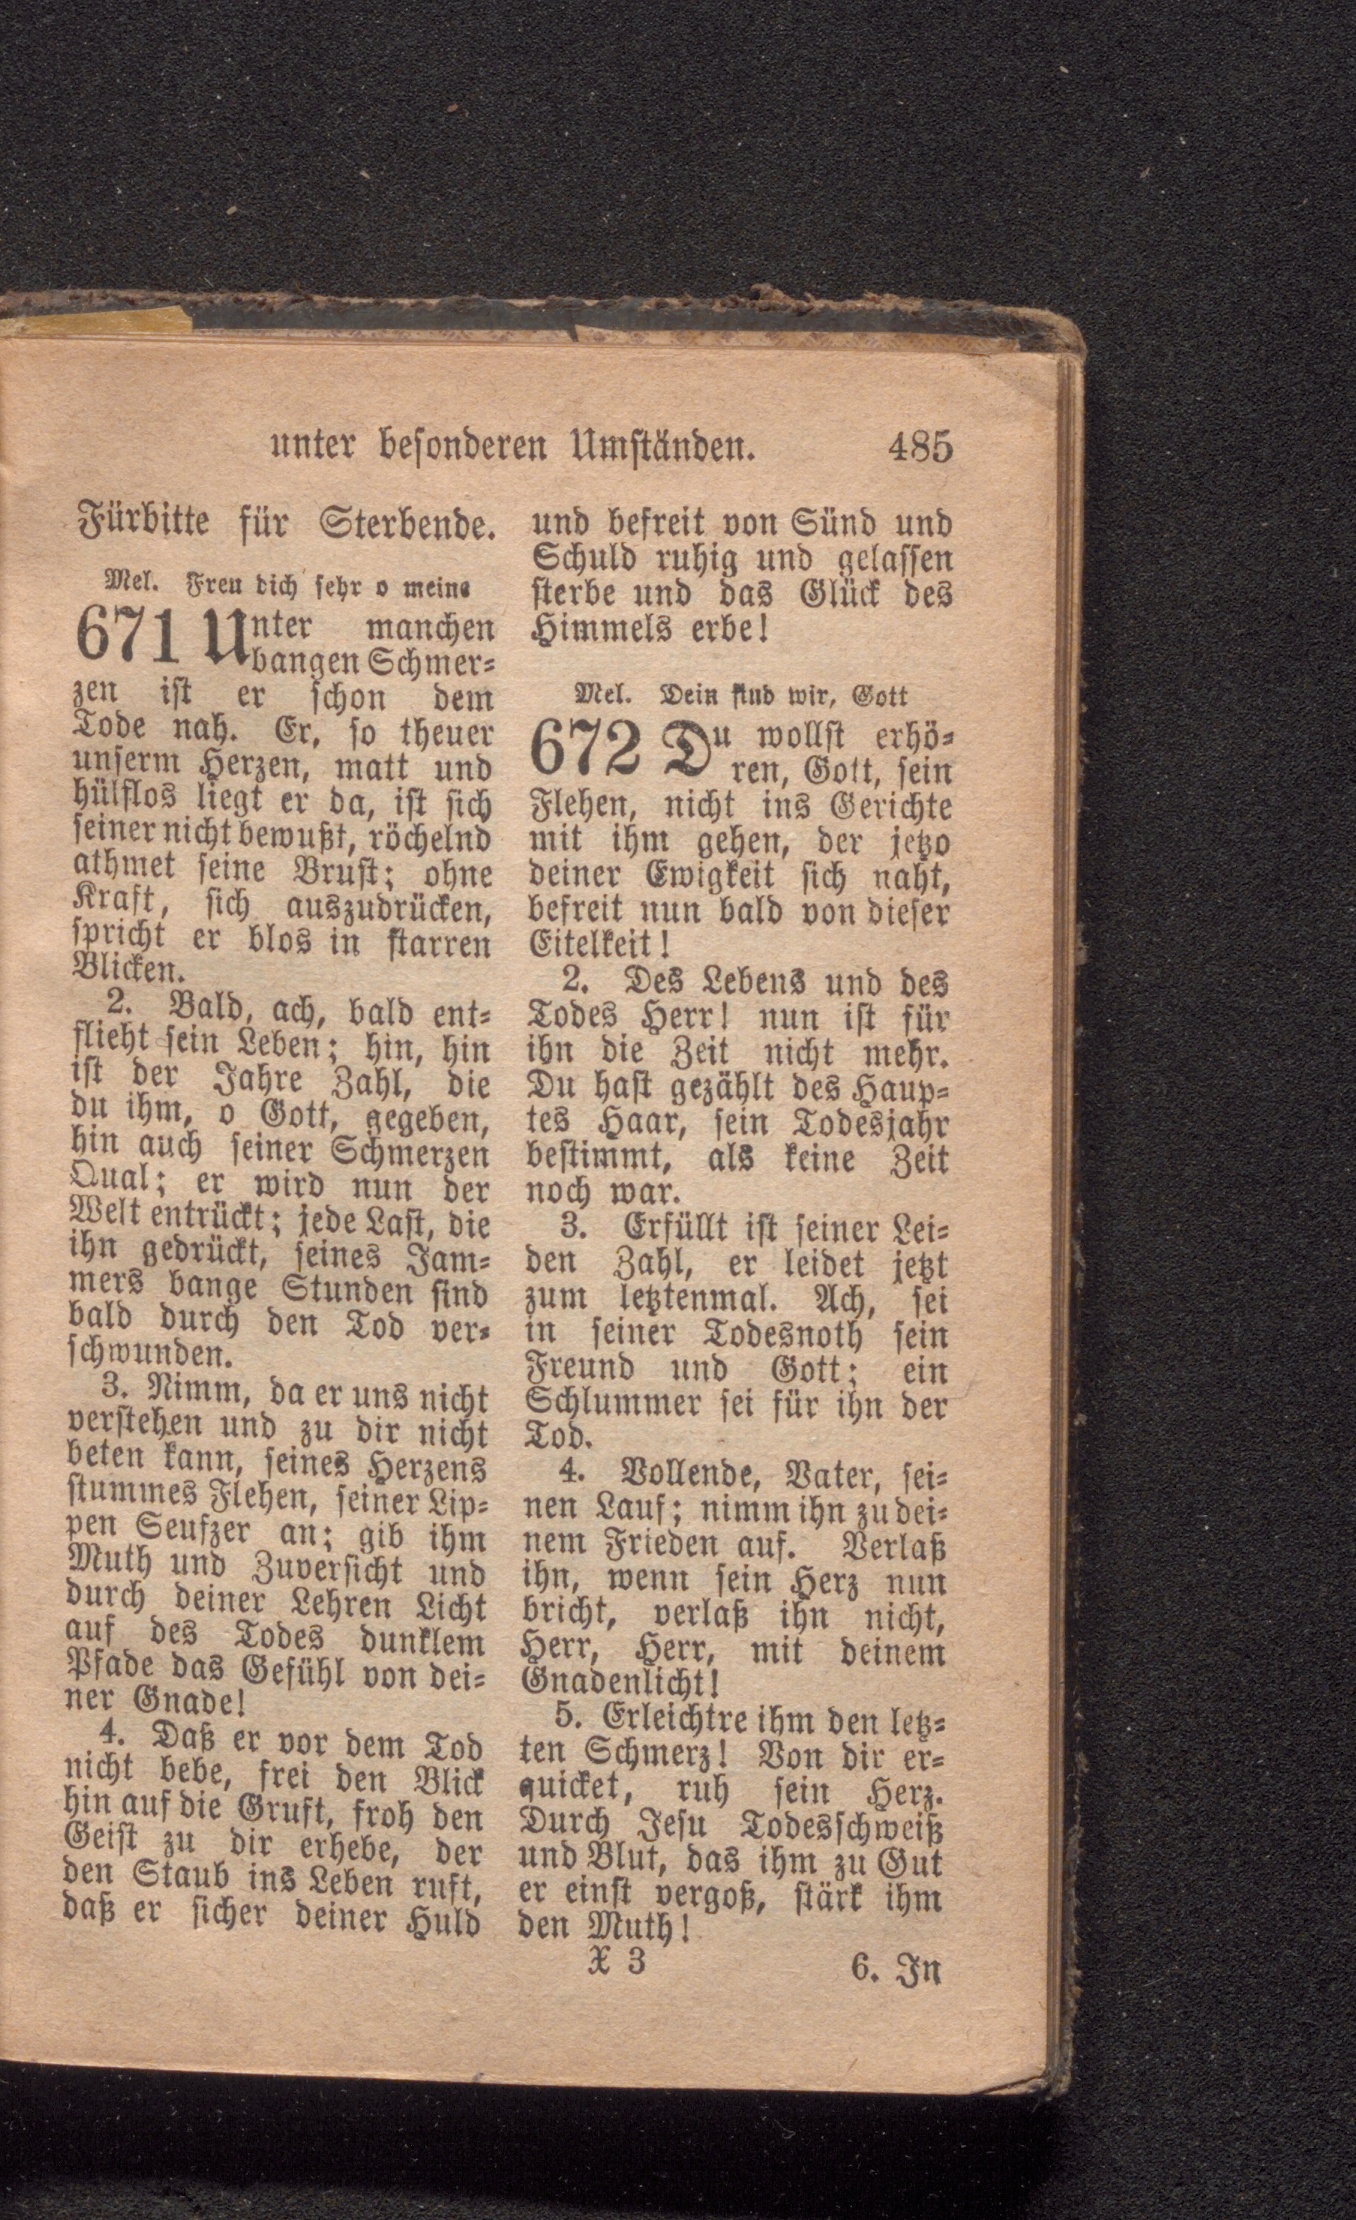 unter besonderen Umständen. 485
Fürbitte für Sterbende.
Mel. Freu dich sehr o meine
671 Unter manchen
bangen Schmer-
zen ist er schon dem
Tode nah. Er, so theuer
unserm Herzen, matt und
hülflos liegt er da, ist sich
seiner nicht bewußt, röchelnd
athmet seine Brust; ohne
Kraft, sich auszudrücken,
spricht er blos in starren
Blicken.
2. Bald, ach, bald ent-
flieht sein Leben; hin, hin
ist der Jahre Zahl, die
du ihm, o Gott, gegeben,
hin auch seiner Schmerzen
Qual; er wird nun der
Welt entrückt; jede Last, die
ihn gedrückt, seines Jam-
mers bange Stunden sind
bald durch den Tod ver-
schwunden.
3. Nimm, da er uns nicht
verstehen und zu dir nicht
beten kann, seines Herzens
stummes Flehen, seiner Lip-
pen Seufzer an; gib ihm
Muth und Zuversicht und
durch deiner Lehren Licht
auf des Todes dunklem
Pfade das Gefühl von dei-
ner Gnade!
4. Daß er vor dem Tod
nicht bebe, frei den Blick
hin auf die Gruft, froh den
Geist zu dir erhebe, der
den Staub ins Leben ruft,
daß er sicher deiner Huld
und befreit von Sünd und
Schuld ruhig und gelassen
sterbe und das Glück des
Himmels erbe!
Mel. Dein sind wir, Gott
672 Du wollst erhö-
ren, Gott, sein
Flehen, nicht ins Gerichte
mit ihm gehen, der jetzo
deiner Ewigkeit sich naht,
befreit nun bald von dieser
Eitelkeit!
2. Des Lebens und des
Todes Herr! nun ist für
ihn die Zeit nicht mehr.
Du hast gezählt des Haup-
tes Haar, sein Todesjahr
bestimmt, als keine Zeit
noch war.
3. Erfüllt ist seiner Lei-
den Zahl, er leidet jetzt
zum letztenmal. Ach, sei
in seiner Todesnoth sein
Freund und Gott; ein
Schlummer sei für ihn der
Tod.
4. Vollende, Vater, sei-
nen Lauf; nimm ihn zu dei-
nem Frieden auf. Verlaß
ihn, wenn sein Herz nun
bricht, verlaß ihn nicht,
Herr, Herr, mit deinem
Gnadenlicht!
5. Erleichtre ihm den letz-
ten Schmerz! Von dir er-
quicket, ruh sein Herz.
Durch Jesu Todesschweiß
und Blut, das ihm zu Gut
er einst vergoß, stärk ihm
den Muth!
X 3 6. In